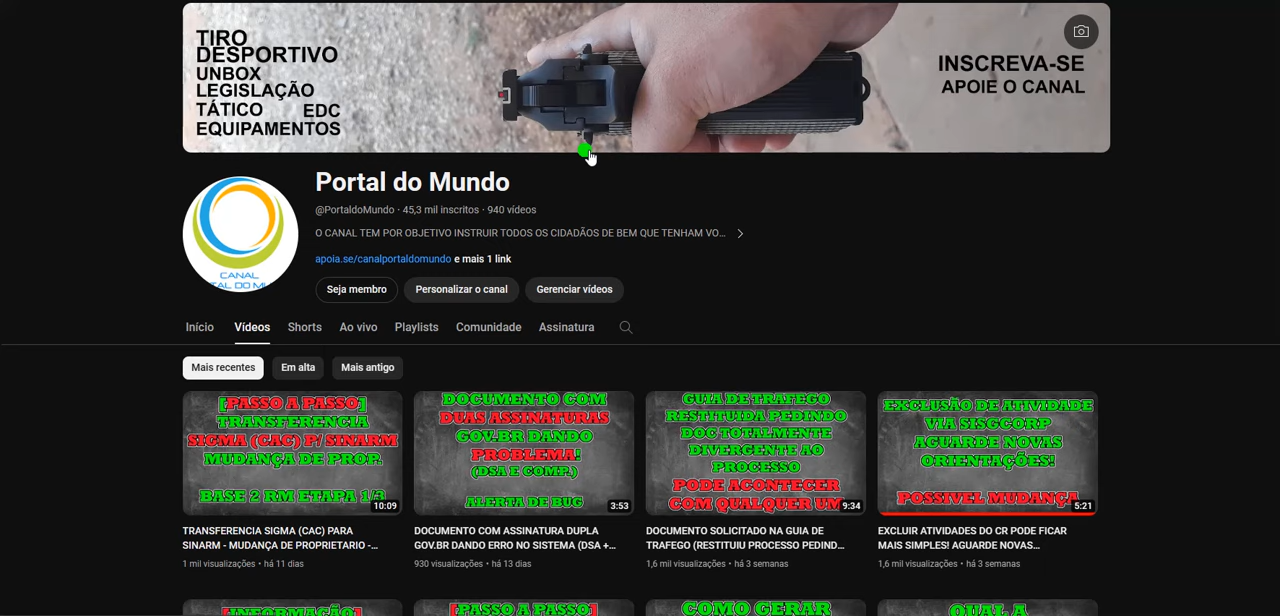 TIRO
DESPORTIVO
UNBOX
LEGISLAÇÃO
TÁTICO EDC
EQUIPAMENTOS
INSCREVA-SE
APOIE O CANAL
Portal do Mundo
@PortaldoMundo · 45,3 mil inscritos · 940 vídeos
O CANAL TEM POR OBJETIVO INSTRUIR TODOS OS CIDADÃOS DE BEM QUE TENHAM VO...
apoia.se/canalportaldomundo e mais 1 link
CANAL
Seja membro Personalizar o canal Gerenciar vídeos
Início Vídeos Shorts Ao vivo Playlists Comunidade Assinatura
Mais recentes Em alta Mais antigo
[PASSO A PASSO]
TRANSFERENCIA
SIGMA (CAC) P/ SINARM
MUDANÇA DE PROP.
BASE 2 RM ETAPA 1/3
10:09
TRANSFERENCIA SIGMA (CAC) PARA
SINARM - MUDANÇA DE PROPRIETARIO -...
1 mil visualizações • há 11 dias
DOCUMENTO COM
DUAS ASSINATURAS
GOV.BR DANDO
PROBLEMA!
(DSA E COMP.)
ALERTA DE BUG
3:53
DOCUMENTO COM ASSINATURA DUPLA
GOV.BR DANDO ERRO NO SISTEMA (DSA +...
930 visualizações • há 13 dias
GUIA DE TRAFEGO
RESTITUIDA PEDINDO
DOC TOTALMENTE
DIVERGENTE AO
PROCESSO
PODE ACONTECER
COM QUALQUER UM
9:34
DOCUMENTO SOLICITADO NA GUIA DE
TRAFEGO (RESTITUIU PROCESSO PEDIND...
1,6 mil visualizações • há 3 semanas
EXCLUSÃO DE ATIVIDADE
VIA SISGCORP
AGUARDE NOVAS
ORIENTAÇÕES!
POSSIVEL MUDANÇA
5:21
EXCLUIR ATIVIDADES DO CR PODE FICAR
MAIS SIMPLES! AGUARDE NOVAS...
1,6 mil visualizações • há 3 semanas
[INFORMAÇÃO]
[PASSO A PASSO]
COMO GERAR
QUAL A